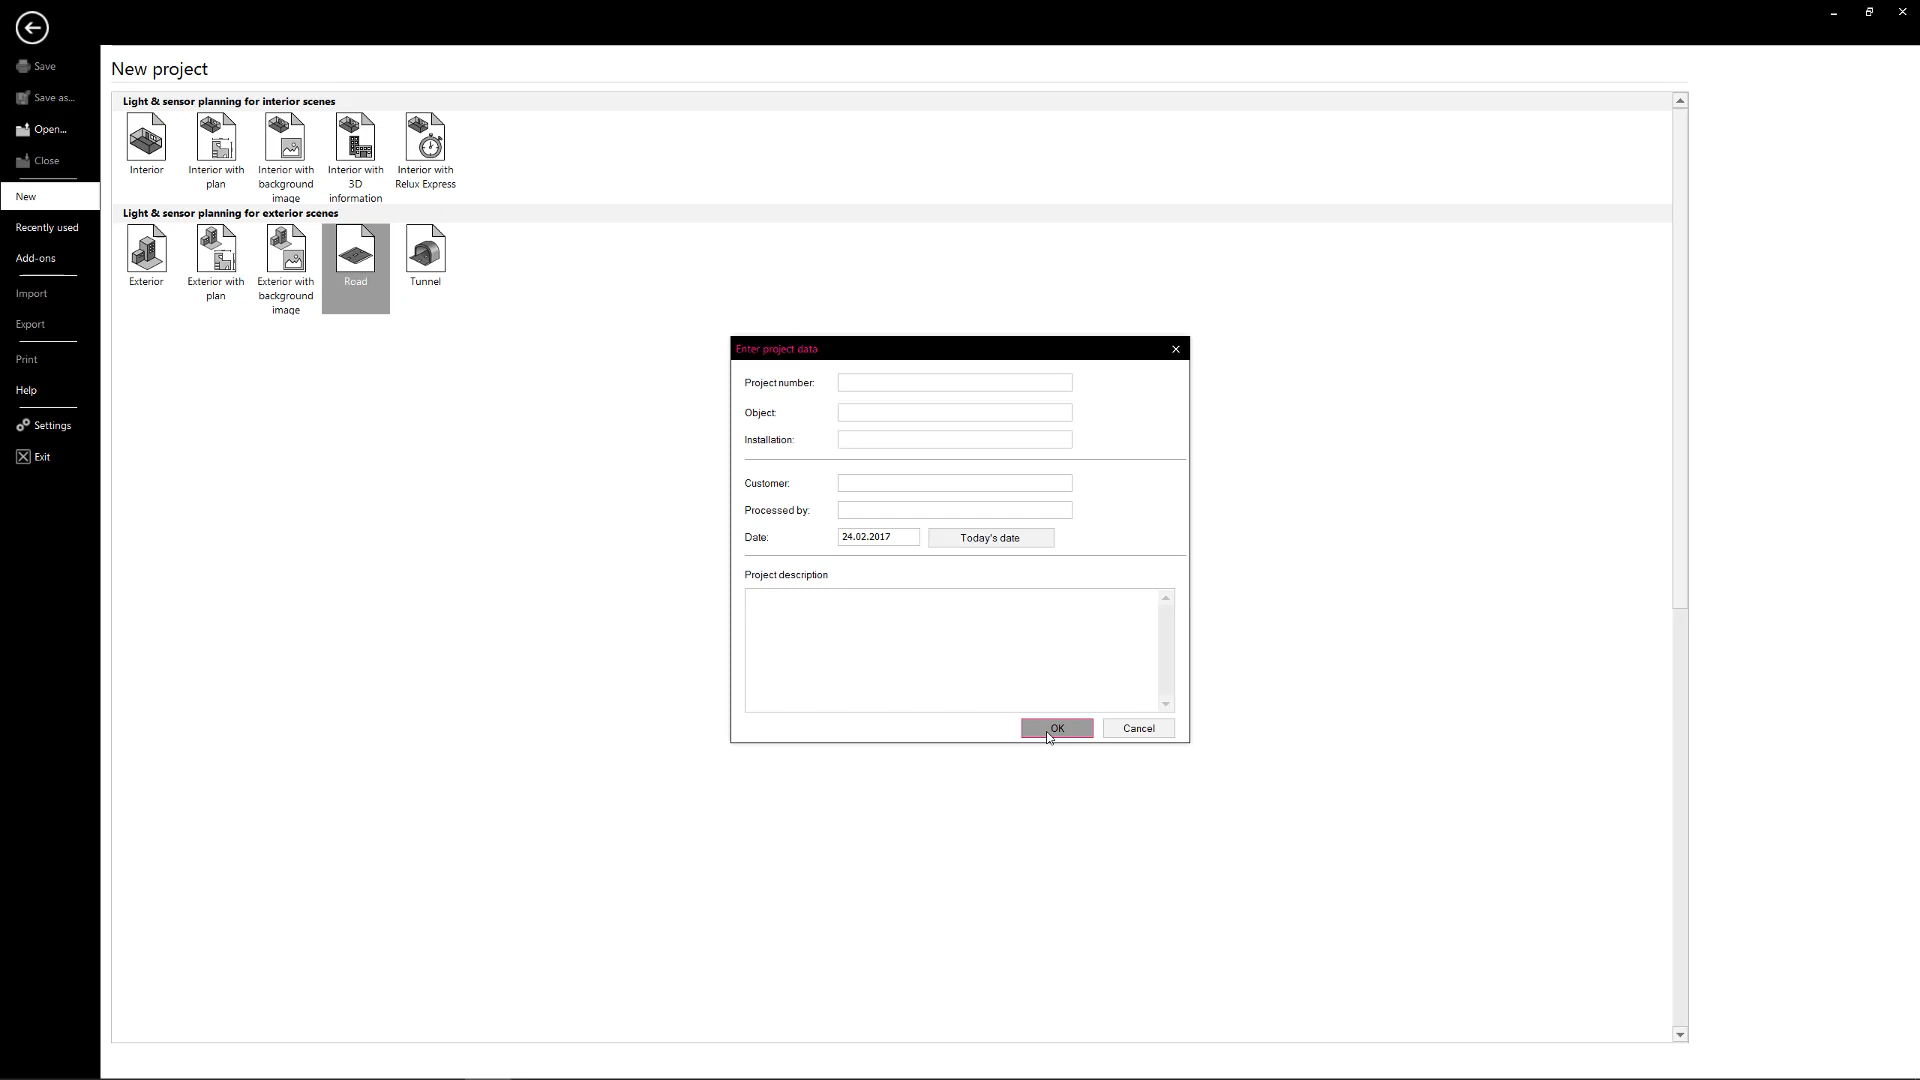 Save
Save as...
Open...
Close
New
Recently used
Add-ons
Import
Export
Print
Help
Settings
Exit
New project
Light & sensor planning for interior scenes
Interior
Interior with
plan
Interior with
background
image
Interior with
3D
information
Interior with
Relux Express
Light & sensor planning for exterior scenes
Exterior
Exterior with
plan
Exterior with
background
image
Road
Tunnel
Enter project data
Project number:
Object:
Installation:
Customer:
Processed by:
Date: 24.02.2017 Today's date
Project description
OK Cancel